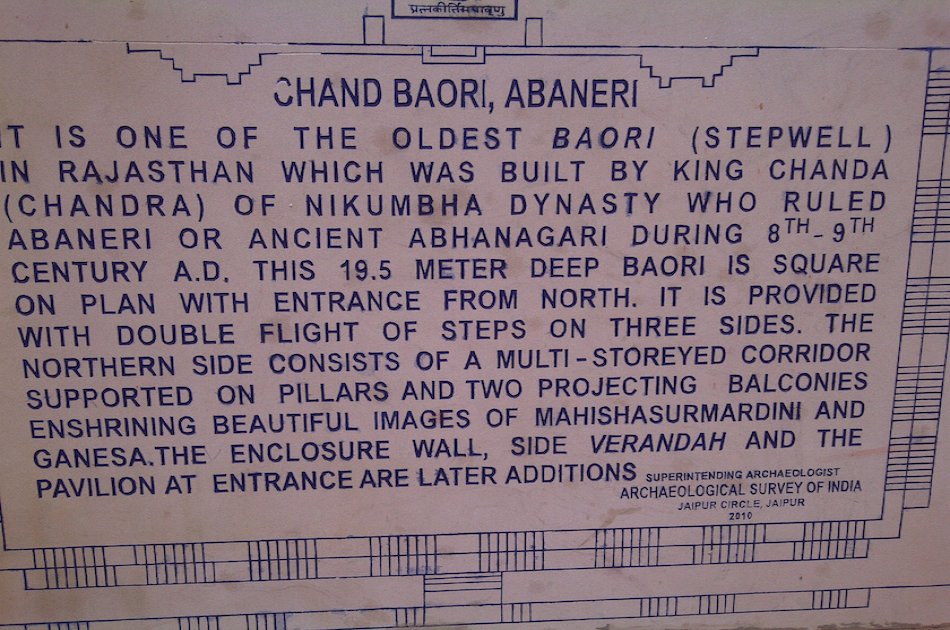 प्रत्नकीर्तिमपावृणु
CHAND BAORI, ABANERI
IT IS ONE OF THE OLDEST BAORI (STEPWELL)
IN RAJASTHAN WHICH WAS BUILT BY KING CHANDA
(CHANDRA) OF NIKUMBHA DYNASTY WHO RULED
ABANERI OR ANCIENT ABHANAGARI DURING 8TH-9TH
CENTURY A.D. THIS 19.5 METER DEEP BAORI IS SQUARE
ON PLAN WITH ENTRANCE FROM NORTH. IT IS PROVIDED
WITH DOUBLE FLIGHT OF STEPS ON THREE SIDES. THE
NORTHERN SIDE CONSISTS OF A MULTI-STOREYED CORRIDOR
SUPPORTED ON PILLARS AND TWO PROJECTING BALCONIES
ENSHRINING BEAUTIFUL IMAGES OF MAHISHASURMARDINI AND
GANESA.THE ENCLOSURE WALL, SIDE VERANDAH AND THE
PAVILION AT ENTRANCE ARE LATER ADDITIONS
SUPERINTENDING ARCHAEOLOGIST
ARCHAEOLOGICAL SURVEY OF INDIA
JAIPUR CIRCLE, JAIPUR
2010